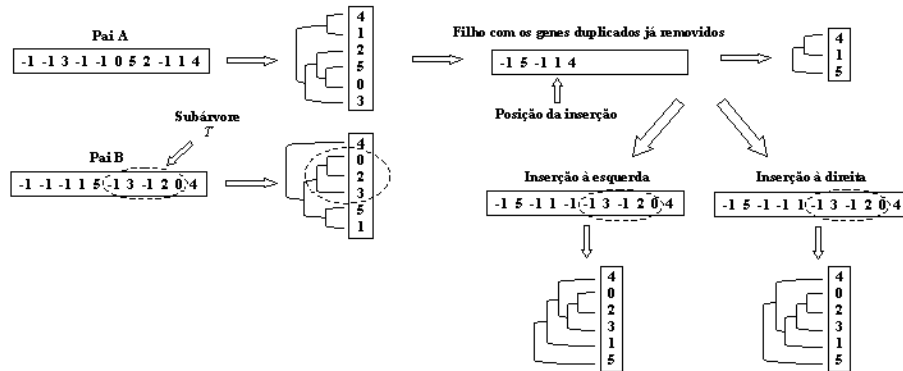 Pai A
-1 -1 3 -1 -1 0 5 2 -1 1 4
4
1
2
5
0
3
Filho com os genes duplicados já removidos
-1 5 -1 1 4
Posição da inserção
4
1
5
Subárvore
T
Pai B
-1 -1 -1 1 5 -1 3 -1 2 0 4
4
0
2
3
5
1
Inserção à esquerda
-1 5 -1 1 -1 -1 3 -1 2 0 4
4
0
2
3
1
5
Inserção à direita
-1 5 -1 -1 1 -1 3 -1 2 0 4
4
0
2
3
1
5